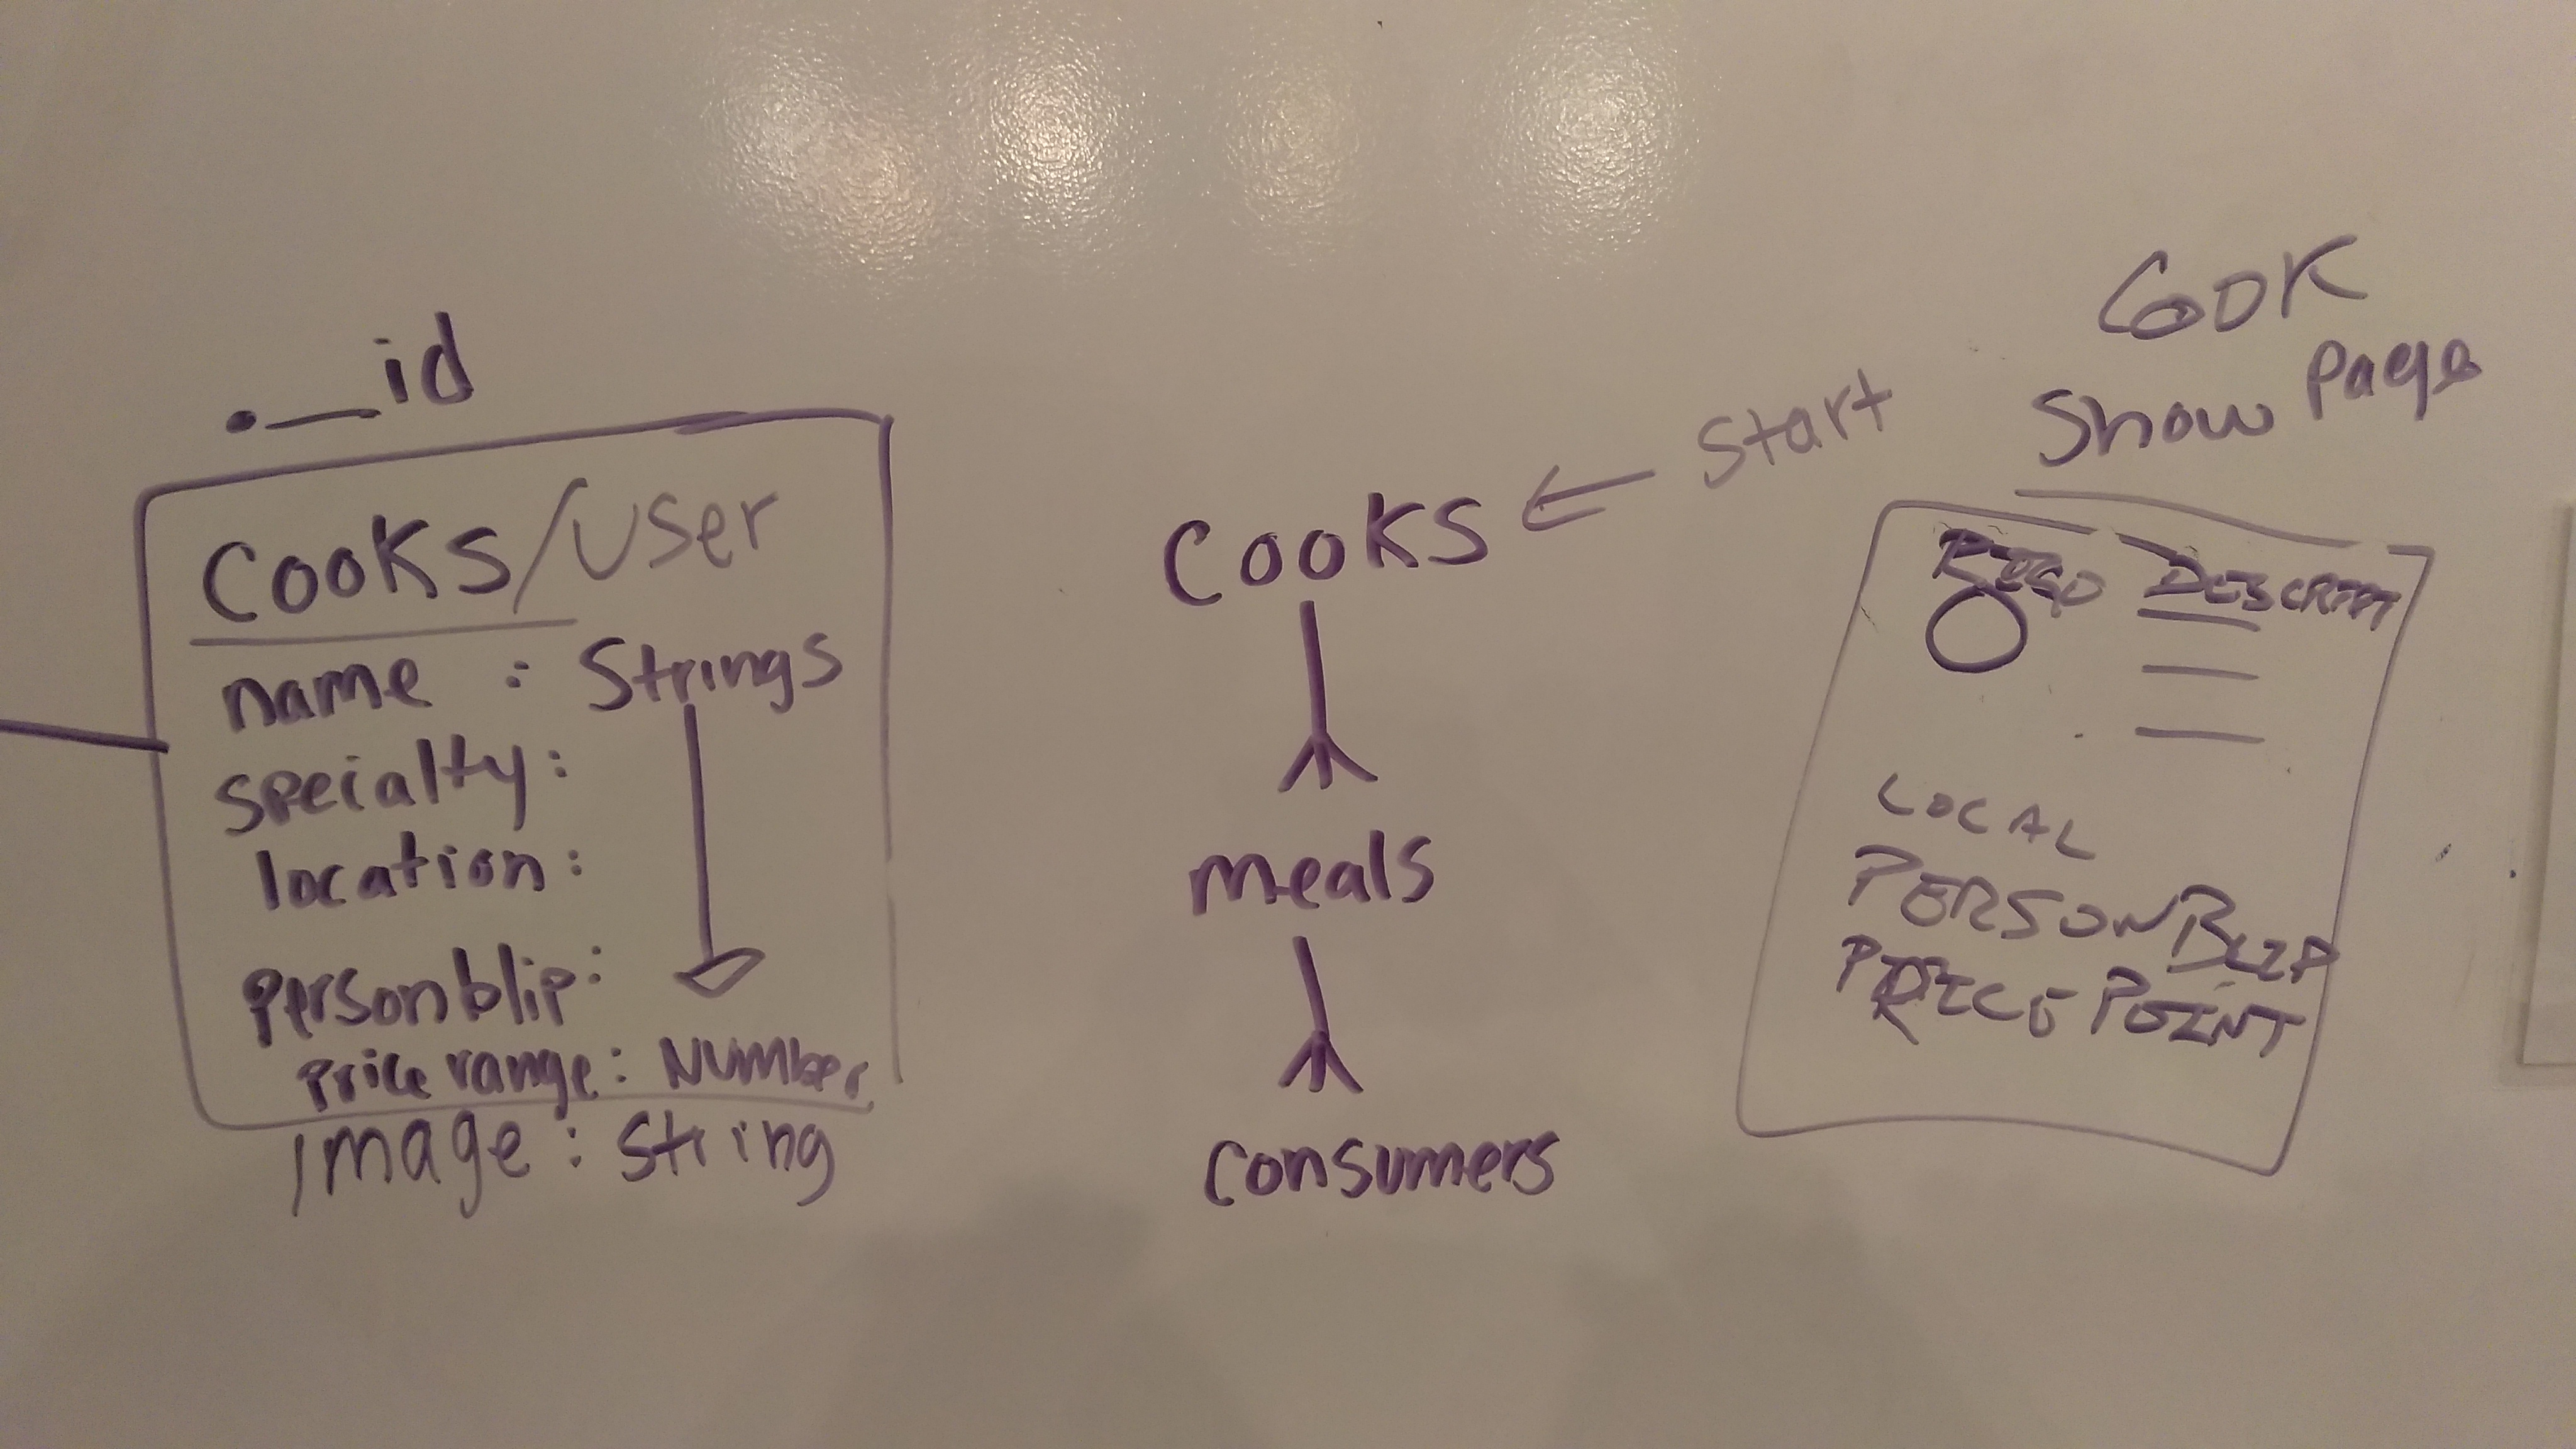 ._id
Cooks/User
name : Strings
specialty:
location:
personblip:
Price range: Number
image: string
Cooks ← Start
meals
consumers
Cook
Show Page
Descript
LOCAL
PERSONBLIP
PRICE POINT